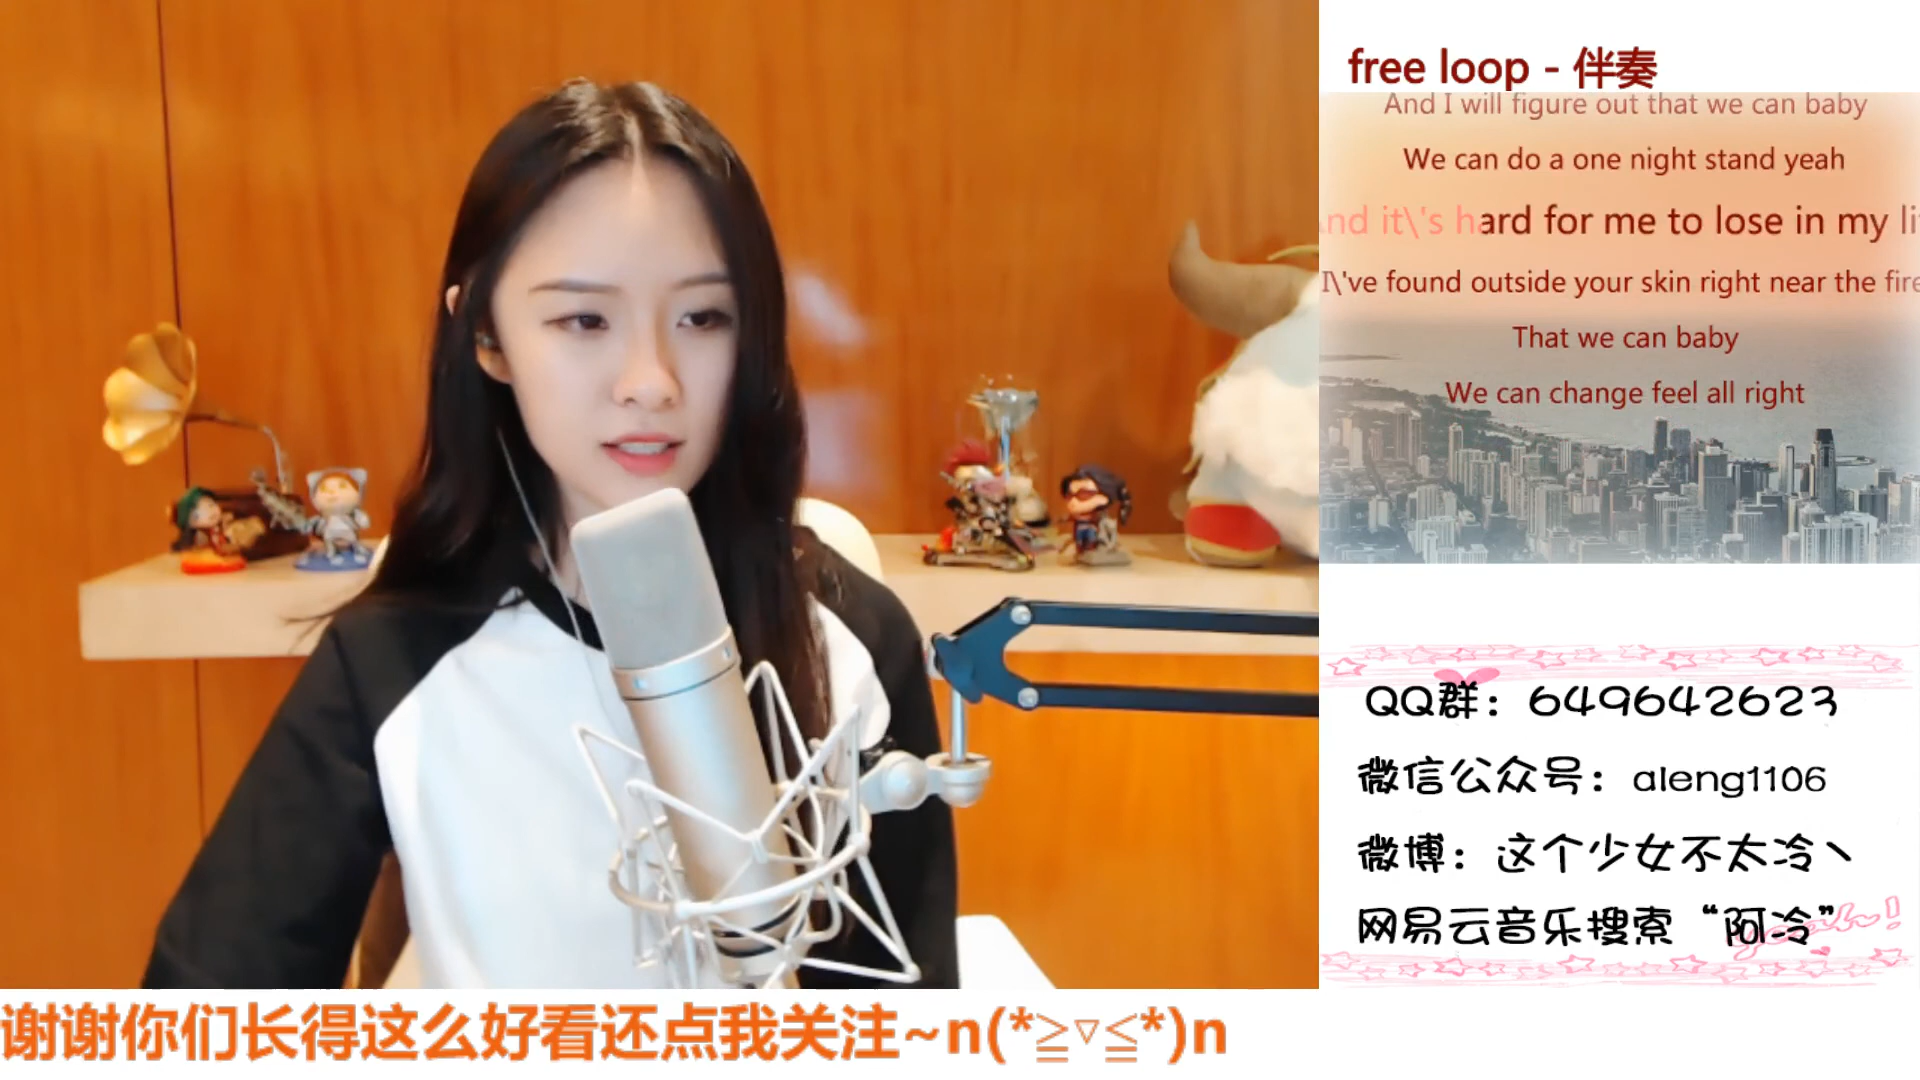 free loop - 伴奏
And I will figure out that we can baby
We can do a one night stand yeah
nd it\'s hard for me to lose in my li
I\'ve found outside your skin right near the fire
That we can baby
We can change feel all right
QQ群：649642623
微信公众号：aleng1106
微博：这个少女不太冷丶
网易云音乐搜索“阿冷”
yeah!
谢谢你们长得这么好看还点我关注~n(*≧▽≦*)n